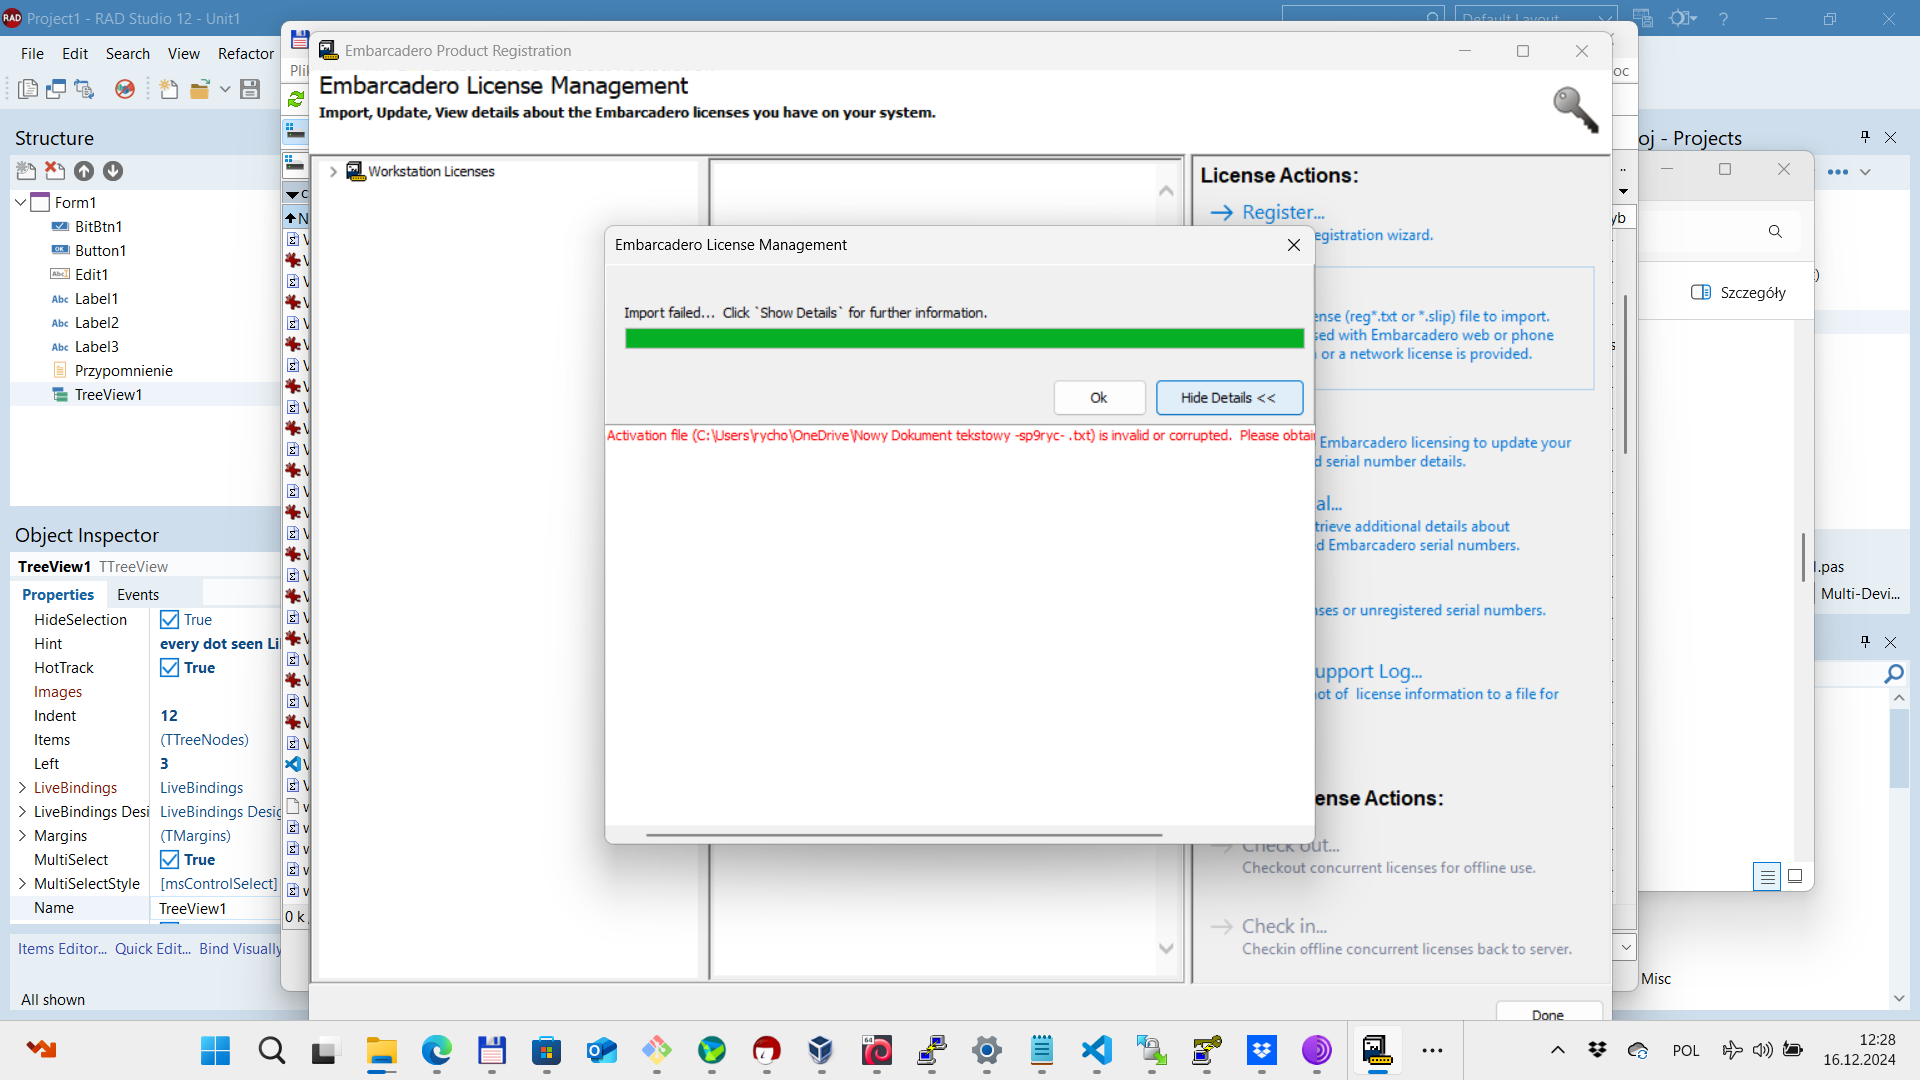 Project1 - RAD Studio 12 - Unit1
Default Layout
File Edit Search View Refactor
Structure
Form1
BitBtn1
Button1
Edit1
Label1
Label2
Label3
Przypomnienie
TreeView1
Object Inspector
TreeView1 TTreeView
Properties Events
HideSelection True
Hint every dot seen Li
HotTrack True
Images
Indent 12
Items (TTreeNodes)
Left 3
LiveBindings LiveBindings
LiveBindings Desi LiveBindings Desig
Margins (TMargins)
MultiSelect True
MultiSelectStyle [msControlSelect]
Name TreeView1
Items Editor... Quick Edit... Bind Visually
All shown
Plik
0 k
Embarcadero Product Registration
Embarcadero License Management
Import, Update, View details about the Embarcadero licenses you have on your system.
Workstation Licenses
License Actions:
Register...
egistration wizard.
ense (reg*.txt or *.slip) file to import.
sed with Embarcadero web or phone
or a network license is provided.
Embarcadero licensing to update your
d serial number details.
al...
trieve additional details about
d Embarcadero serial numbers.
nses or unregistered serial numbers.
upport Log...
not of license information to a file for
ense Actions:
Check out...
Checkout concurrent licenses for offline use.
Check in...
Checkin offline concurrent licenses back to server.
Done
Embarcadero License Management
Import failed... Click `Show Details` for further information.
Ok
Hide Details <<
Activation file (C:\Users\rycho\OneDrive\Nowy Dokument tekstowy -sp9ryc- .txt) is invalid or corrupted. Please obtai
oc
yb
oj - Projects
Szczegóły
.pas
Multi-Devi...
Misc
POL
12:28
16.12.2024